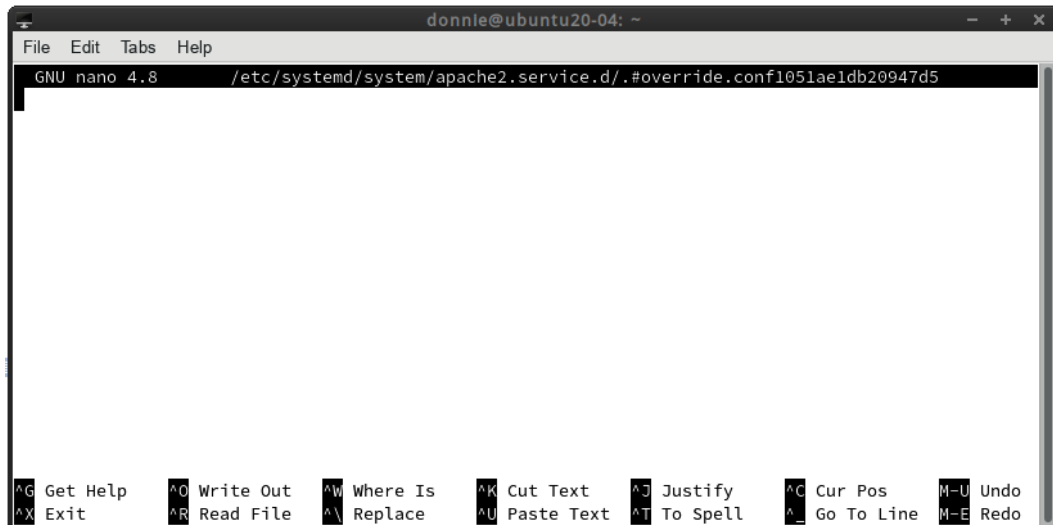 donnie@ubuntu20-04: ~
File Edit Tabs Help
GNU nano 4.8 /etc/systemd/system/apache2.service.d/.#override.conf1051ae1db20947d5
^G Get Help ^O Write Out ^W Where Is ^K Cut Text ^J Justify ^C Cur Pos M-U Undo
^X Exit ^R Read File ^\ Replace ^U Paste Text ^T To Spell ^_ Go To Line M-E Redo